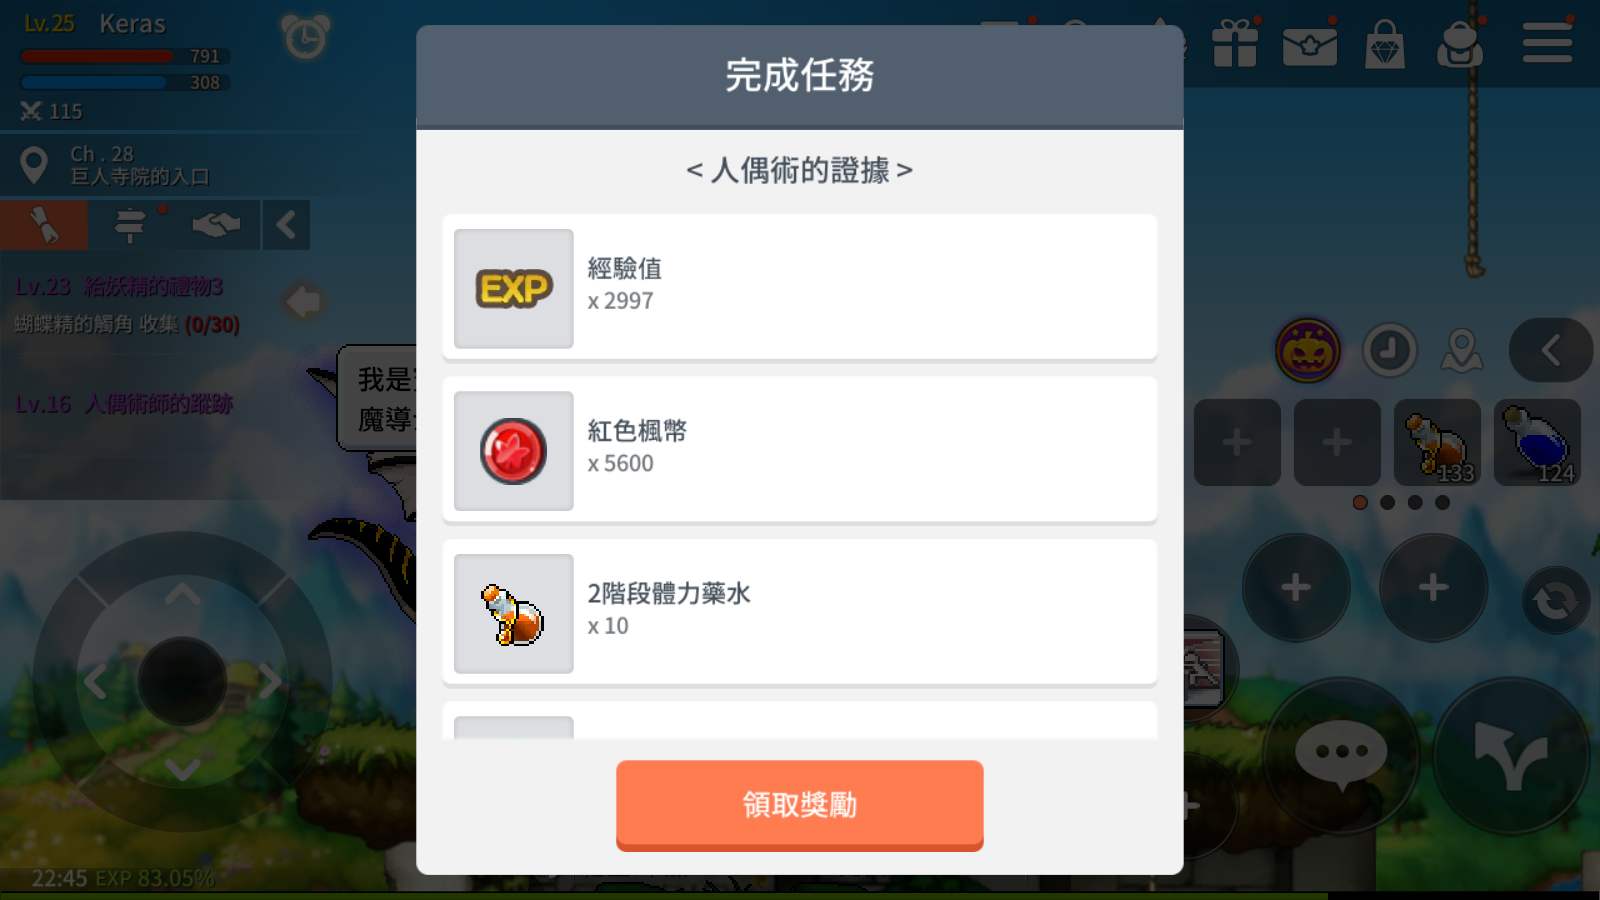 Lv.25 Keras
791
308
115
Ch . 28
巨人寺院的入口
Lv.23 給妖精的禮物3
蝴蝶精的觸角 收集 (0/30)
Lv.16 人偶術師的蹤跡
我是
魔導
完成任務
< 人偶術的證據 >
EXP
經驗值
x 2997
紅色楓幣
x 5600
2階段體力藥水
x 10
領取獎勵
133
124
22:45 EXP 83.05%